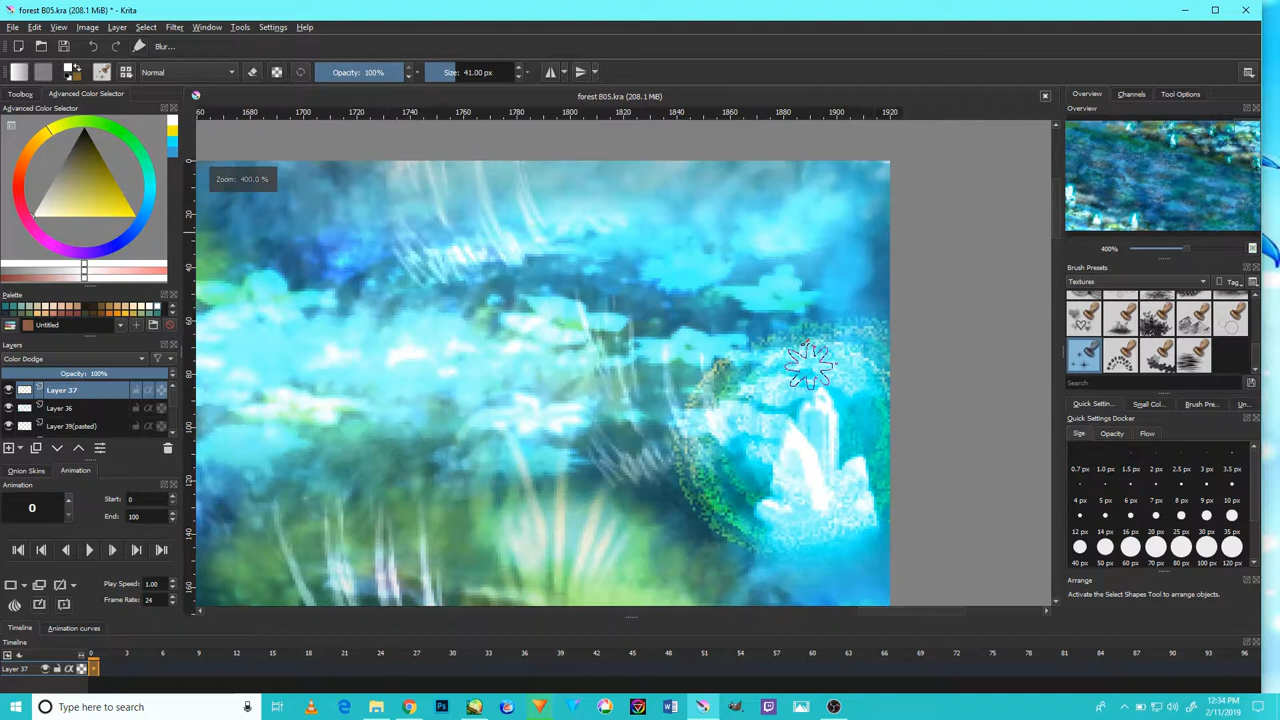 forest B05.kra (208.1 MiB) * - Krita
File Edit View Image Layer Select Filter Window Tools Settings Help
Blur...
Normal Opacity: 100% Size: 41.00 px
Toolbox Advanced Color Selector
Advanced Color Selector
forest B05.kra (208.1 MiB)
Overview Channels Tool Options
Overview
60 1680 1700 1720 1740 1760 1780 1800 1820 1840 1860 1880 1900 1920
0
20
40
60
80
100
120
140
160
Zoom: 400.0 %
400%
Brush Presets
Textures Tag
Search
Palette
Untitled
Layers
Color Dodge
Opacity: 100%
Layer 37
Layer 36
Layer 39(pasted)
Onion Skins Animation
Animation
0 Start: 0
End: 100
Play Speed: 1.00
Frame Rate: 24
Quick Settin... Small Col... Brush Pre... Un...
Quick Settings Docker
Size Opacity Flow
0.7 px 1.0 px 1.5 px 2 px 2.5 px 3 px 3.5 px
4 px 5 px 6 px 7 px 8 px 9 px 10 px
12 px 14 px 16 px 20 px 25 px 30 px 35 px
40 px 50 px 60 px 70 px 80 px 100 px 120 px
Arrange
Activate the Select Shapes Tool to arrange objects.
Timeline Animation curves
Timeline
0 3 6 9 12 15 18 21 24 27 30 33 36 39 42 45 48 51 54 57 60 63 66 69 72 75 78 81 84 87 90 93 96
Layer 37
Type here to search
12:34 PM
2/11/2019